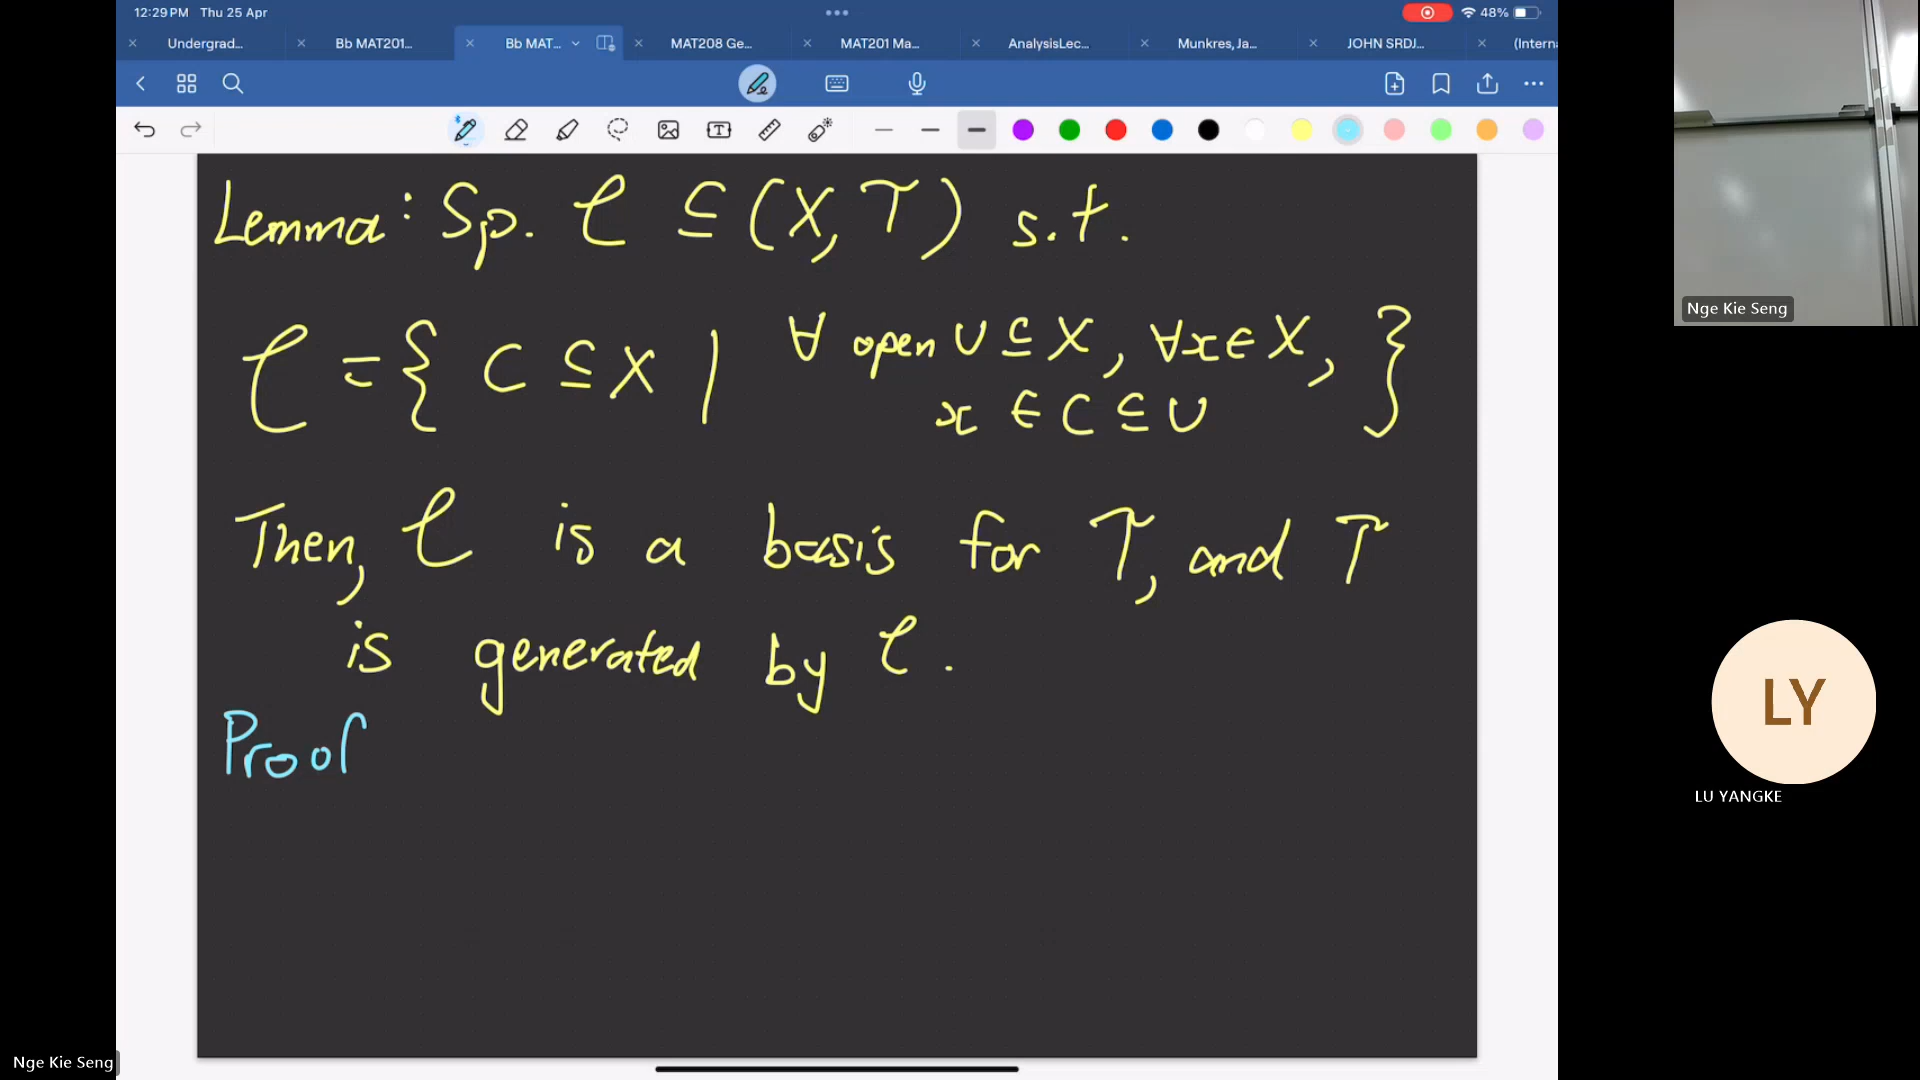 12:29 PM Thu 25 Apr
48%
Undergrad...
Bb MAT201...
Bb MAT...
MAT208 Ge...
MAT201 Ma...
AnalysisLec...
Munkres, Ja...
JOHN SRDJ...
(Intern
Lemma: Sp. 𝒞 ⊆ (X, 𝒯) s.t.
𝒞 = { C ⊆ X | ∀ open U ⊆ X, ∀x ∈ X, }
x ∈ C ⊆ U
Then, 𝒞 is a basis for 𝒯, and 𝒯
is generated by 𝒞.
Proof
Nge Kie Seng
LY
LU YANGKE
Nge Kie Seng